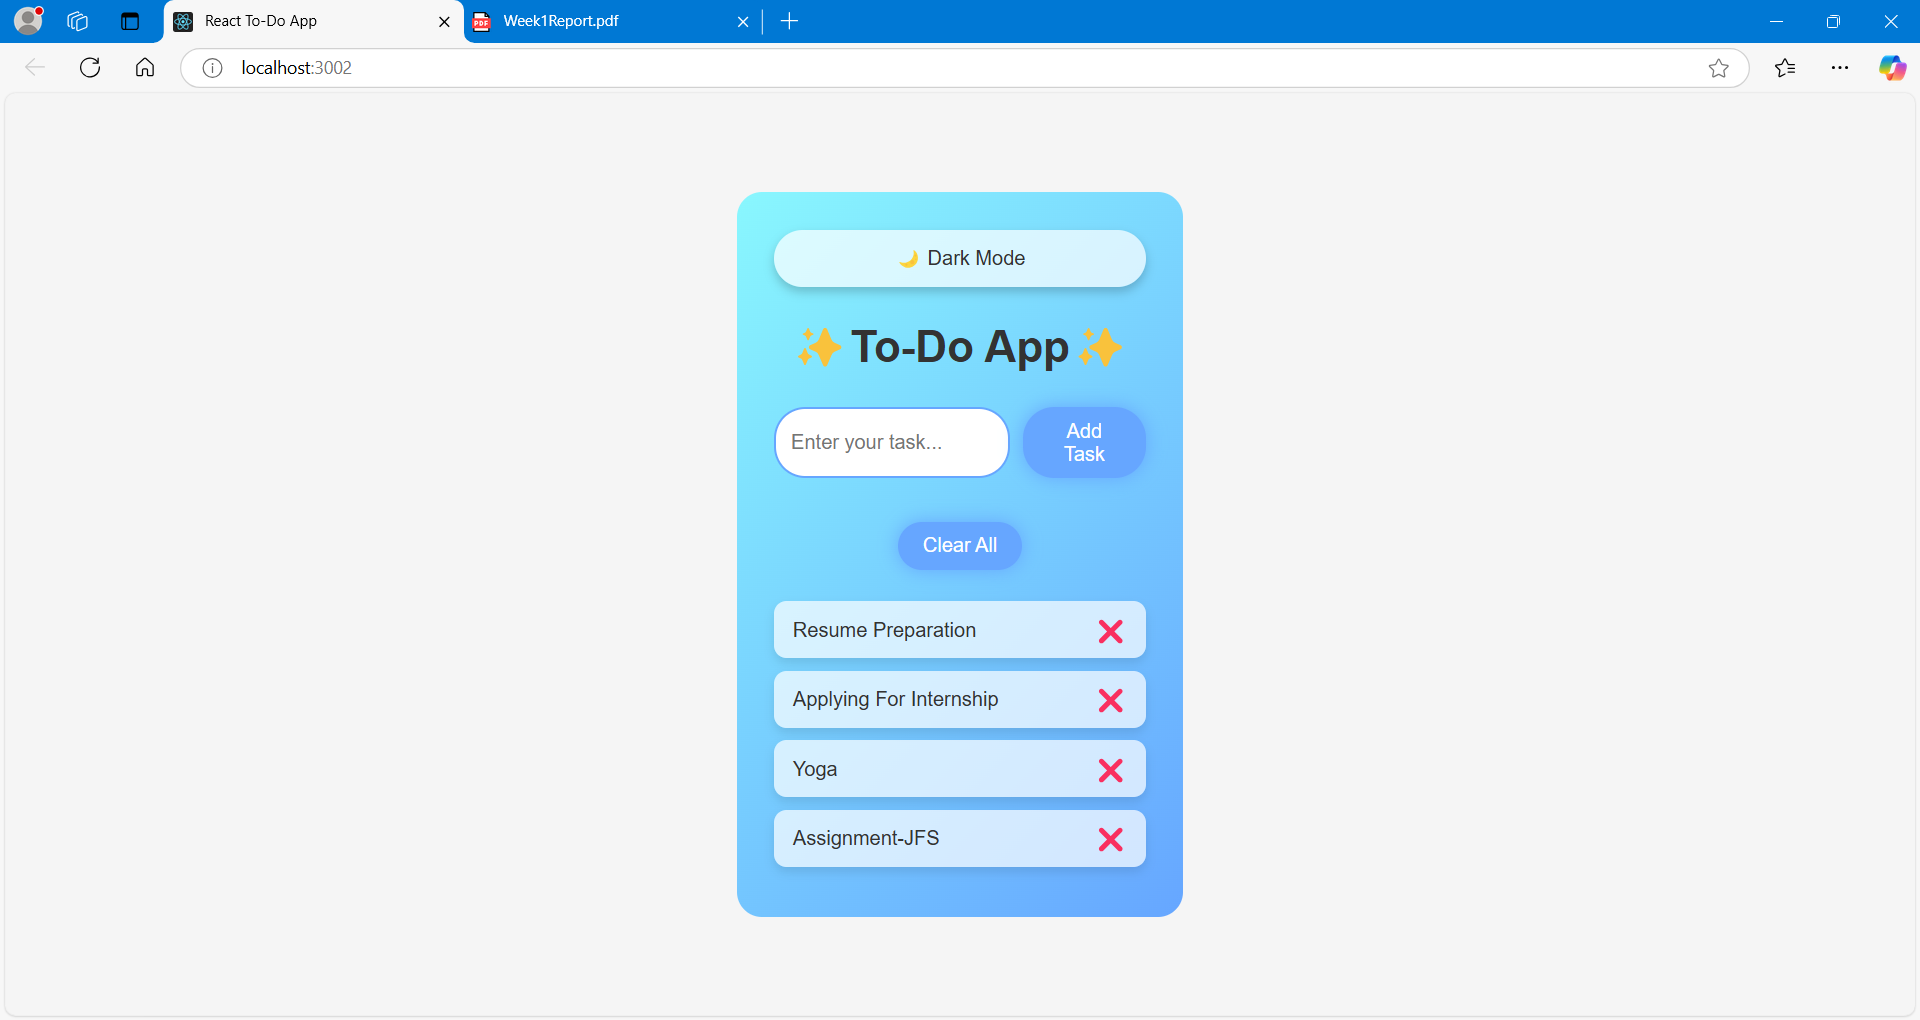 React To-Do App
PDF
Week1Report.pdf
localhost:3002
🌙 Dark Mode
✨ To-Do App ✨
Enter your task...
Add
Task
Clear All
Resume Preparation ❌
Applying For Internship ❌
Yoga ❌
Assignment-JFS ❌